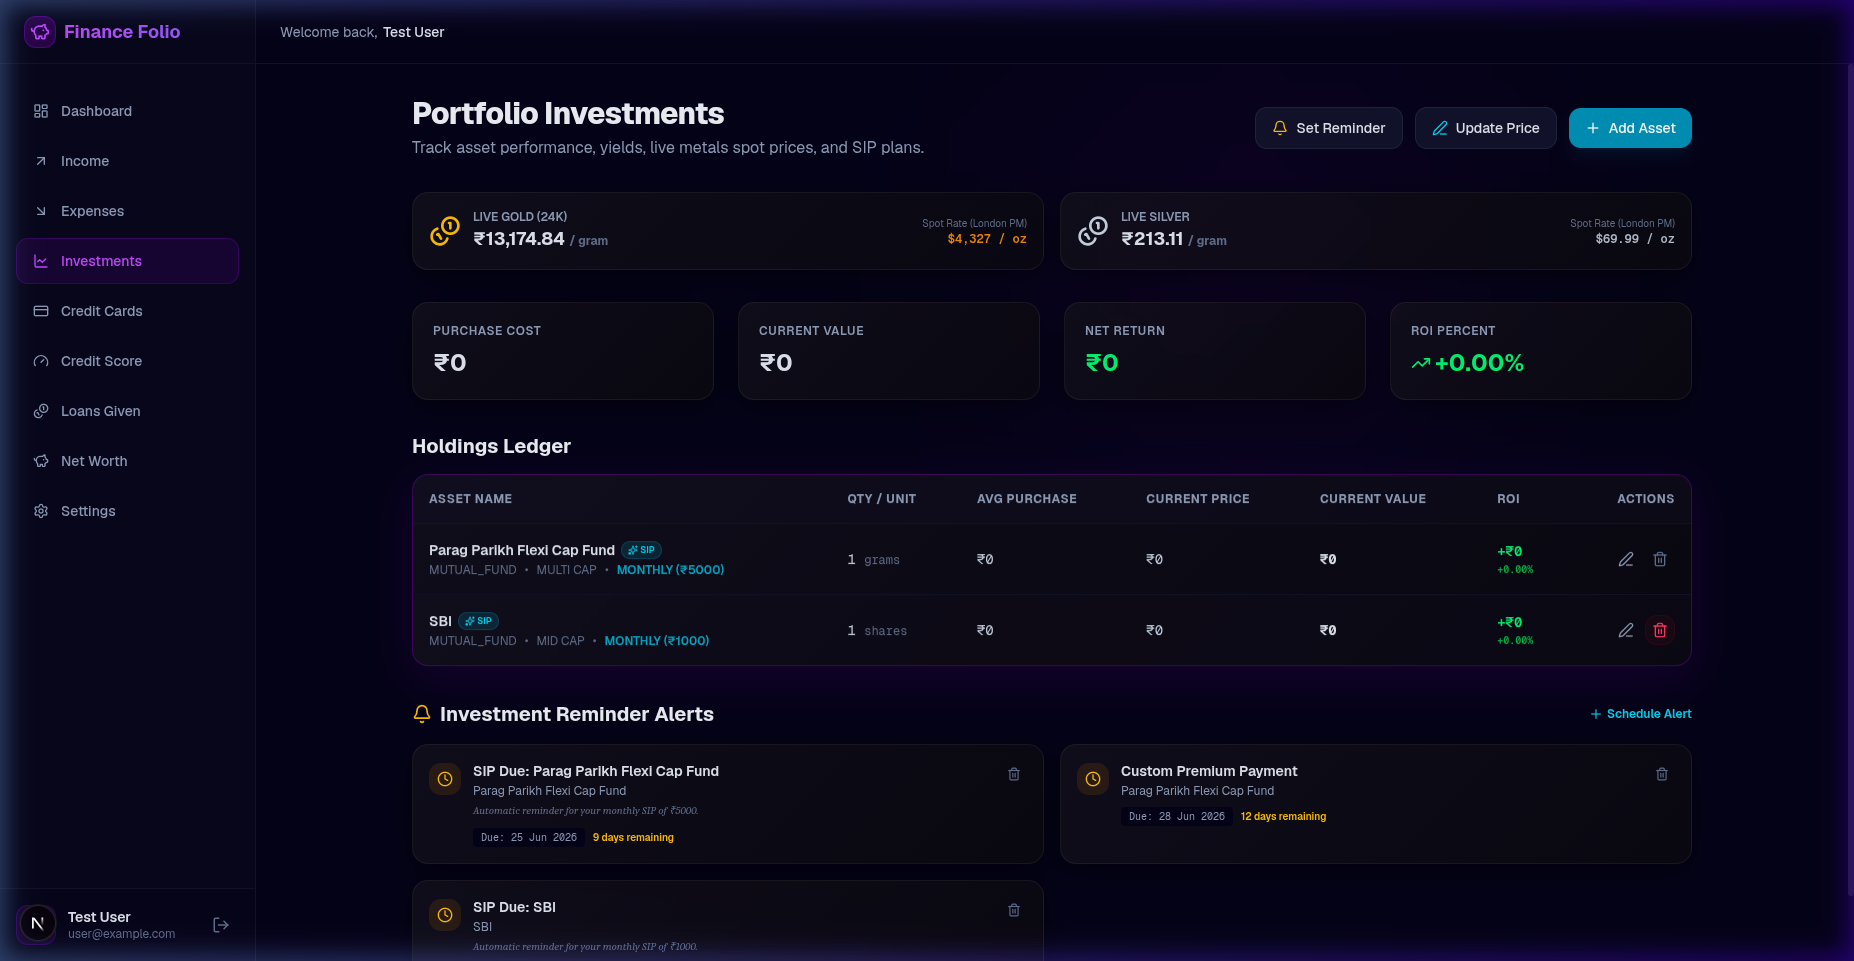 Finance Folio
Welcome back, Test User
Dashboard
Income
Expenses
Investments
Credit Cards
Credit Score
Loans Given
Net Worth
Settings
Portfolio Investments
Track asset performance, yields, live metals spot prices, and SIP plans.
Set Reminder
Update Price
+ Add Asset
LIVE GOLD (24K)
₹13,174.84 / gram
Spot Rate (London PM)
$4,327 / oz
LIVE SILVER
₹213.11 / gram
Spot Rate (London PM)
$69.99 / oz
PURCHASE COST
₹0
CURRENT VALUE
₹0
NET RETURN
₹0
ROI PERCENT
+0.00%
Holdings Ledger
ASSET NAME QTY / UNIT AVG PURCHASE CURRENT PRICE CURRENT VALUE ROI ACTIONS
Parag Parikh Flexi Cap Fund SIP
MUTUAL_FUND • MULTI CAP • MONTHLY (₹5000)
1 grams ₹0 ₹0 ₹0 +₹0
+0.00%
SBI SIP
MUTUAL_FUND • MID CAP • MONTHLY (₹1000)
1 shares ₹0 ₹0 ₹0 +₹0
+0.00%
Investment Reminder Alerts
+ Schedule Alert
SIP Due: Parag Parikh Flexi Cap Fund
Parag Parikh Flexi Cap Fund
Automatic reminder for your monthly SIP of ₹5000.
Due: 25 Jun 2026 9 days remaining
Custom Premium Payment
Parag Parikh Flexi Cap Fund
Due: 28 Jun 2026 12 days remaining
SIP Due: SBI
SBI
Automatic reminder for your monthly SIP of ₹1000.
N
Test User
user@example.com